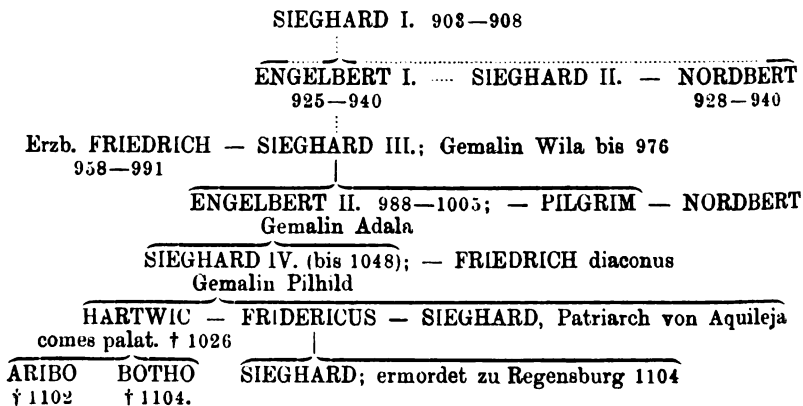 SIEGHARD I. 903—908
ENGELBERT I. ..... SIEGHARD II. — NORDBERT
925—940 928—940
Erzb. FRIEDRICH — SIEGHARD III.; Gemalin Wila bis 976
958—991
ENGELBERT II. 988—1005; — PILGRIM — NORDBERT
Gemalin Adala
SIEGHARD IV. (bis 1048); — FRIEDRICH diaconus
Gemalin Pilhild
HARTWIC — FRIDERICUS — SIEGHARD, Patriarch von Aquileja
comes palat. † 1026
ARIBO BOTHO SIEGHARD; ermordet zu Regensburg 1104
† 1102 † 1104.